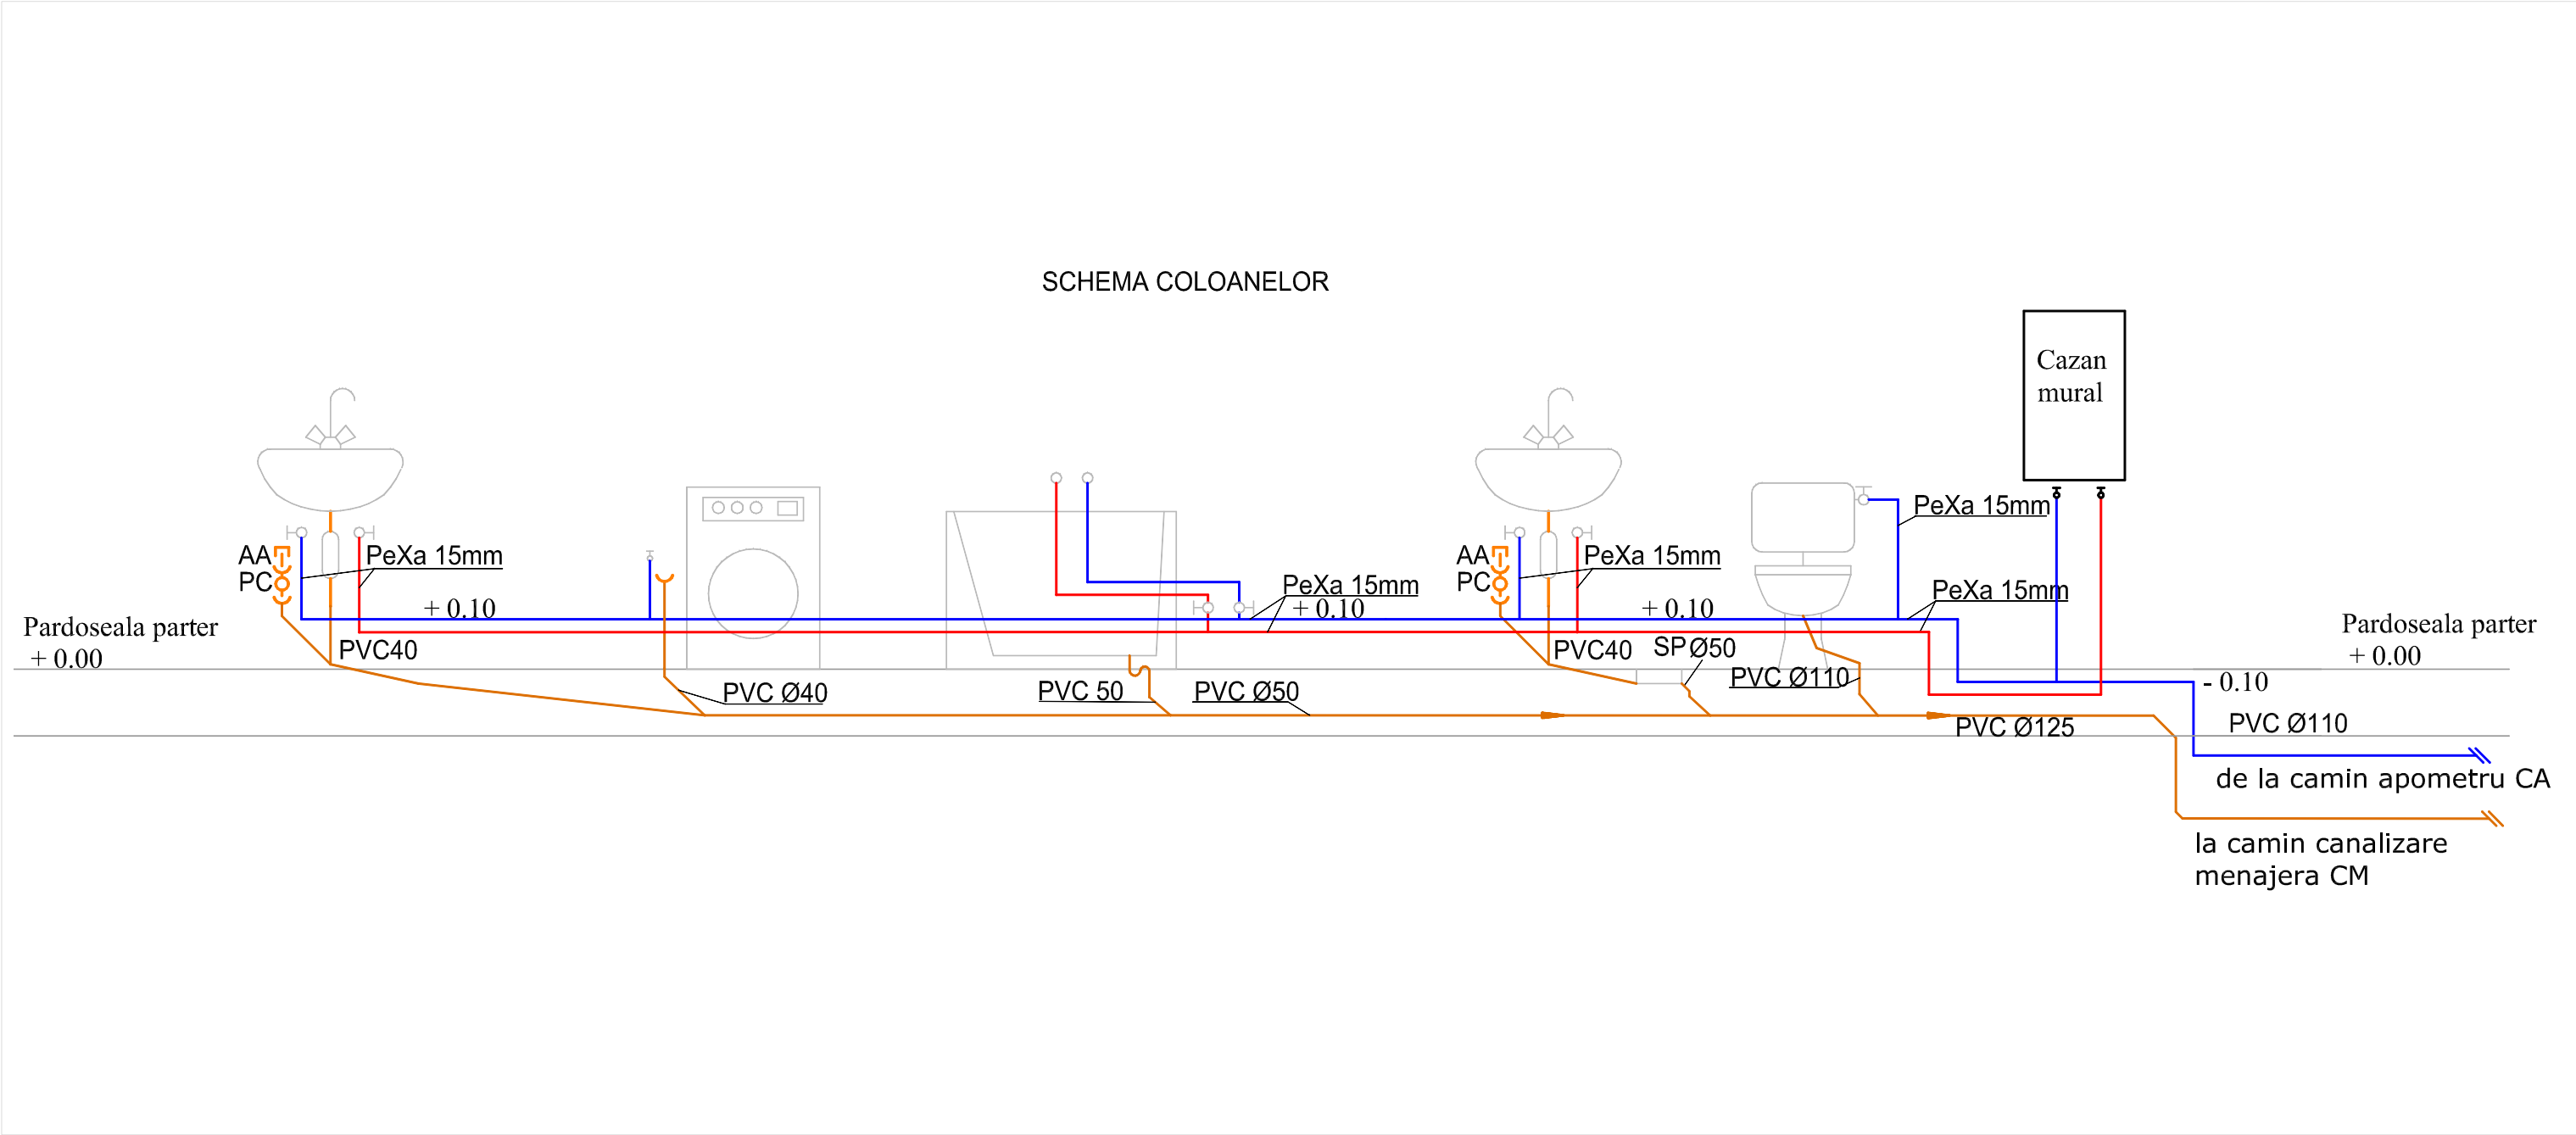 SCHEMA COLOANELOR
Cazan
mural
PeXa 15mm
AA
PC
PeXa 15mm
AA
PC
PeXa 15mm
PeXa 15mm
PeXa 15mm
+ 0.10
+ 0.10
+ 0.10
Pardoseala parter
+ 0.00
Pardoseala parter
+ 0.00
PVC40
PVC40
SP Ø50
PVC Ø110
- 0.10
PVC Ø40
PVC 50
PVC Ø50
PVC Ø125
PVC Ø110
de la camin apometru CA
la camin canalizare
menajera CM